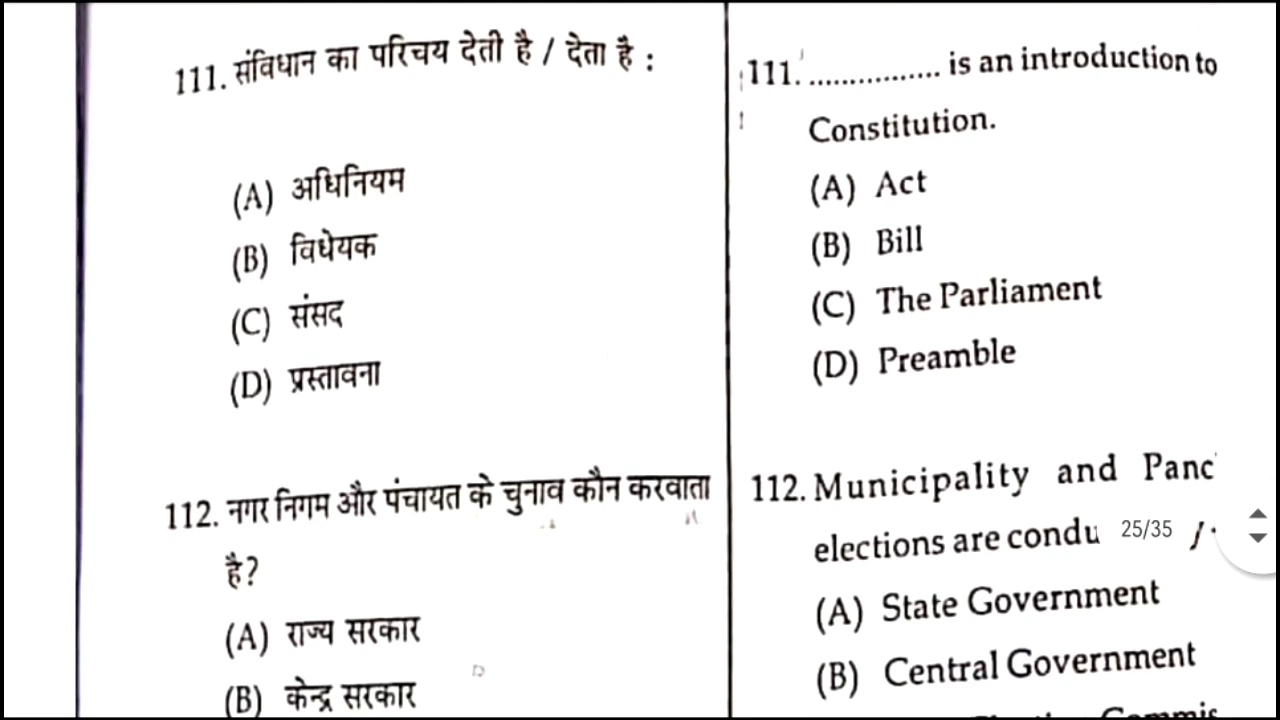 111. संविधान का परिचय देती है / देता है :
(A) अधिनियम
(B) विधेयक
(C) संसद
(D) प्रस्तावना
112. नगर निगम और पंचायत के चुनाव कौन करवाता
है?
(A) राज्य सरकार
(B) केन्द्र सरकार
111. ................ is an introduction to
Constitution.
(A) Act
(B) Bill
(C) The Parliament
(D) Preamble
112. Municipality and Panc
elections are condu
25/35
(A) State Government
(B) Central Government